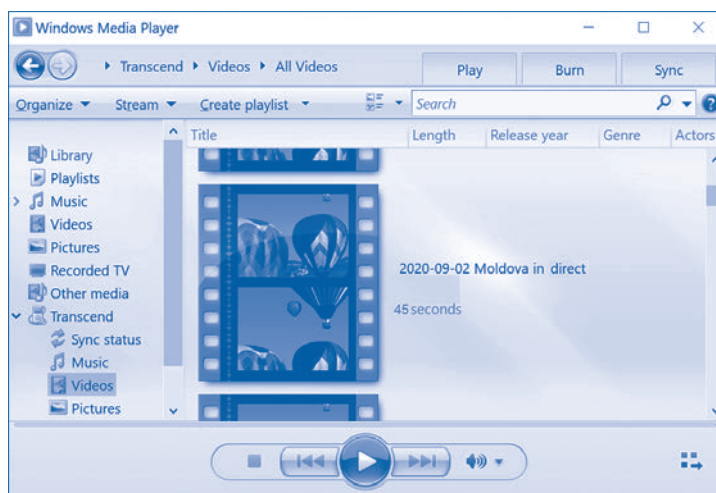 Windows Media Player
Transcend Videos All Videos
Play Burn Sync
Organize Stream Create playlist Search
Title Length Release year Genre Actors
Library
Playlists
Music
Videos
Pictures
Recorded TV
Other media
Transcend
Sync status
Music
Videos
Pictures
2020-09-02 Moldova in direct
45 seconds